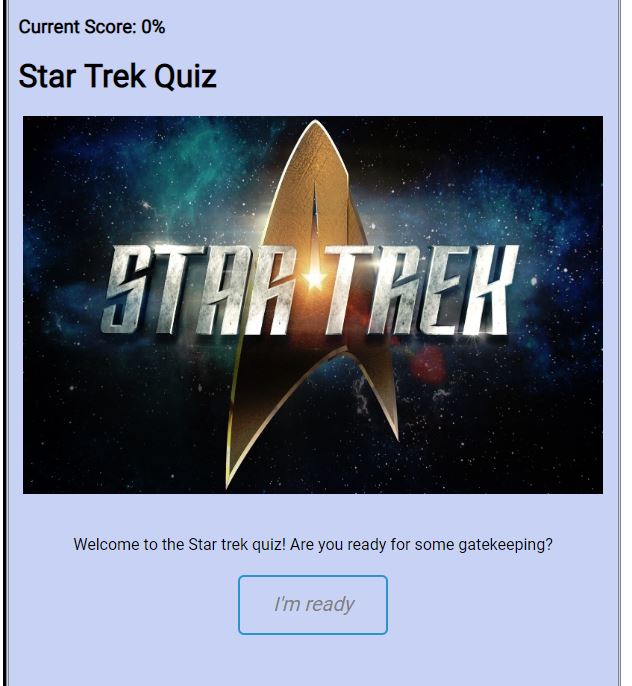 Current Score: 0%
Star Trek Quiz
STAR TREK
Welcome to the Star trek quiz! Are you ready for some gatekeeping?
I'm ready